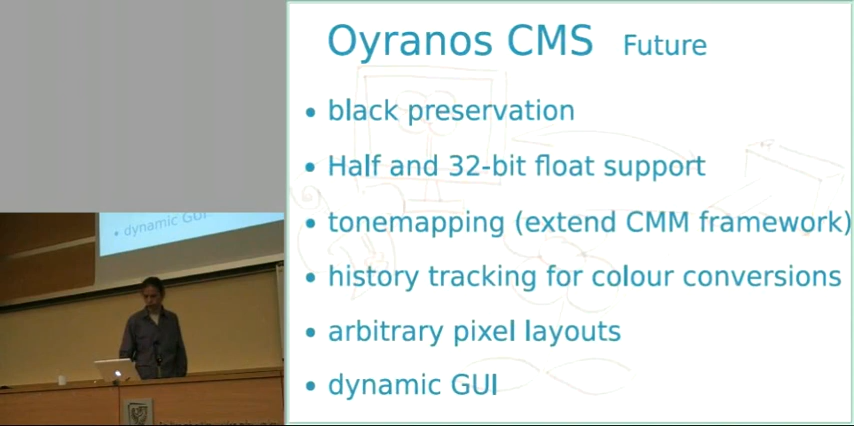 Oyranos CMS Future
• black preservation
• Half and 32-bit float support
• tonemapping (extend CMM framework)
• history tracking for colour conversions
• arbitrary pixel layouts
• dynamic GUI
• dynamic GUI